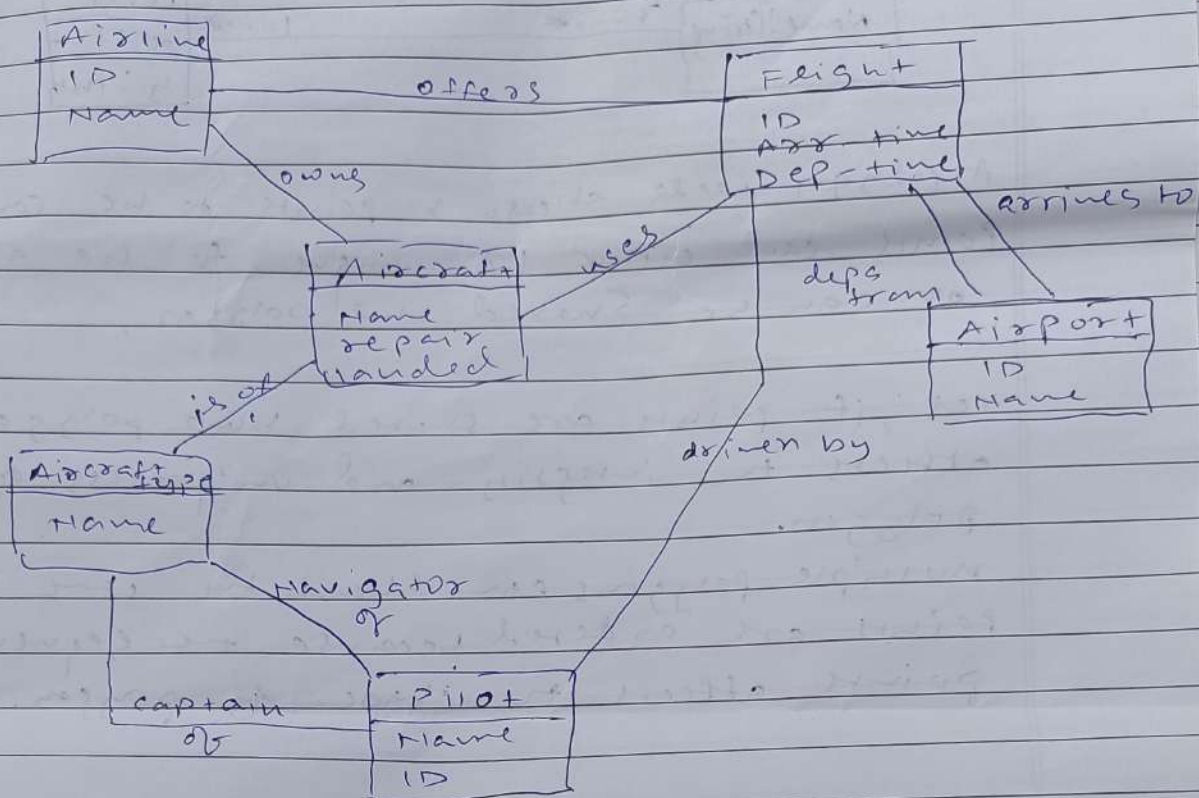 Airline
ID
Name
offers
Flight
ID
Arr-time
Dep-time
owns
uses
arrives to
Aircraft
Name
repair
deps
from
Airport
ID
Name
is of
driven by
Aircraft
type
Name
Navigator
of
captain
of
Pilot
Name
ID